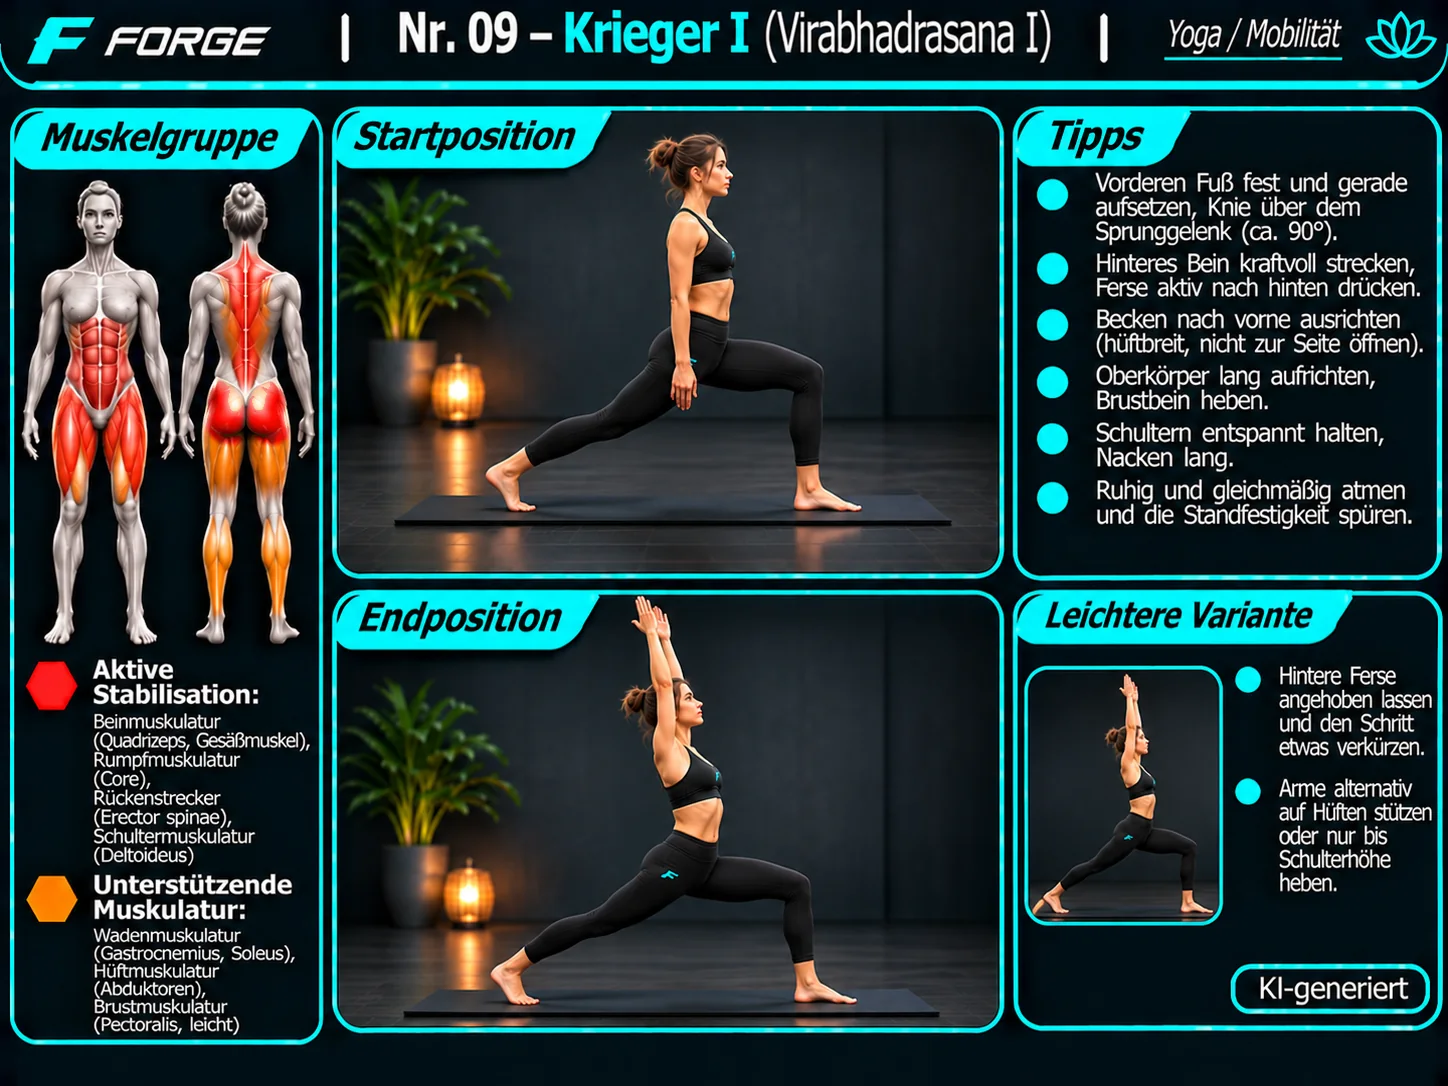 FORGE | Nr. 09 – Krieger I (Virabhadrasana I) | Yoga / Mobilität
Muskelgruppe
Aktive
Stabilisation:
Beinmuskulatur
(Quadrizeps, Gesäßmuskel),
Rumpfmuskulatur
(Core),
Rückenstrecker
(Erector spinae),
Schultermuskulatur
(Deltoideus)
Unterstützende
Muskulatur:
Wadenmuskulatur
(Gastrocnemius, Soleus),
Hüftmuskulatur
(Abduktoren),
Brustmuskulatur
(Pectoralis, leicht)
Startposition
Endposition
Tipps
Vorderen Fuß fest und gerade
aufsetzen, Knie über dem
Sprunggelenk (ca. 90°).
Hinteres Bein kraftvoll strecken,
Ferse aktiv nach hinten drücken.
Becken nach vorne ausrichten
(hüftbreit, nicht zur Seite öffnen).
Oberkörper lang aufrichten,
Brustbein heben.
Schultern entspannt halten,
Nacken lang.
Ruhig und gleichmäßig atmen
und die Standfestigkeit spüren.
Leichtere Variante
Hintere Ferse
angehoben lassen
und den Schritt
etwas verkürzen.
Arme alternativ
auf Hüften stützen
oder nur bis
Schulterhöhe
heben.
KI-generiert